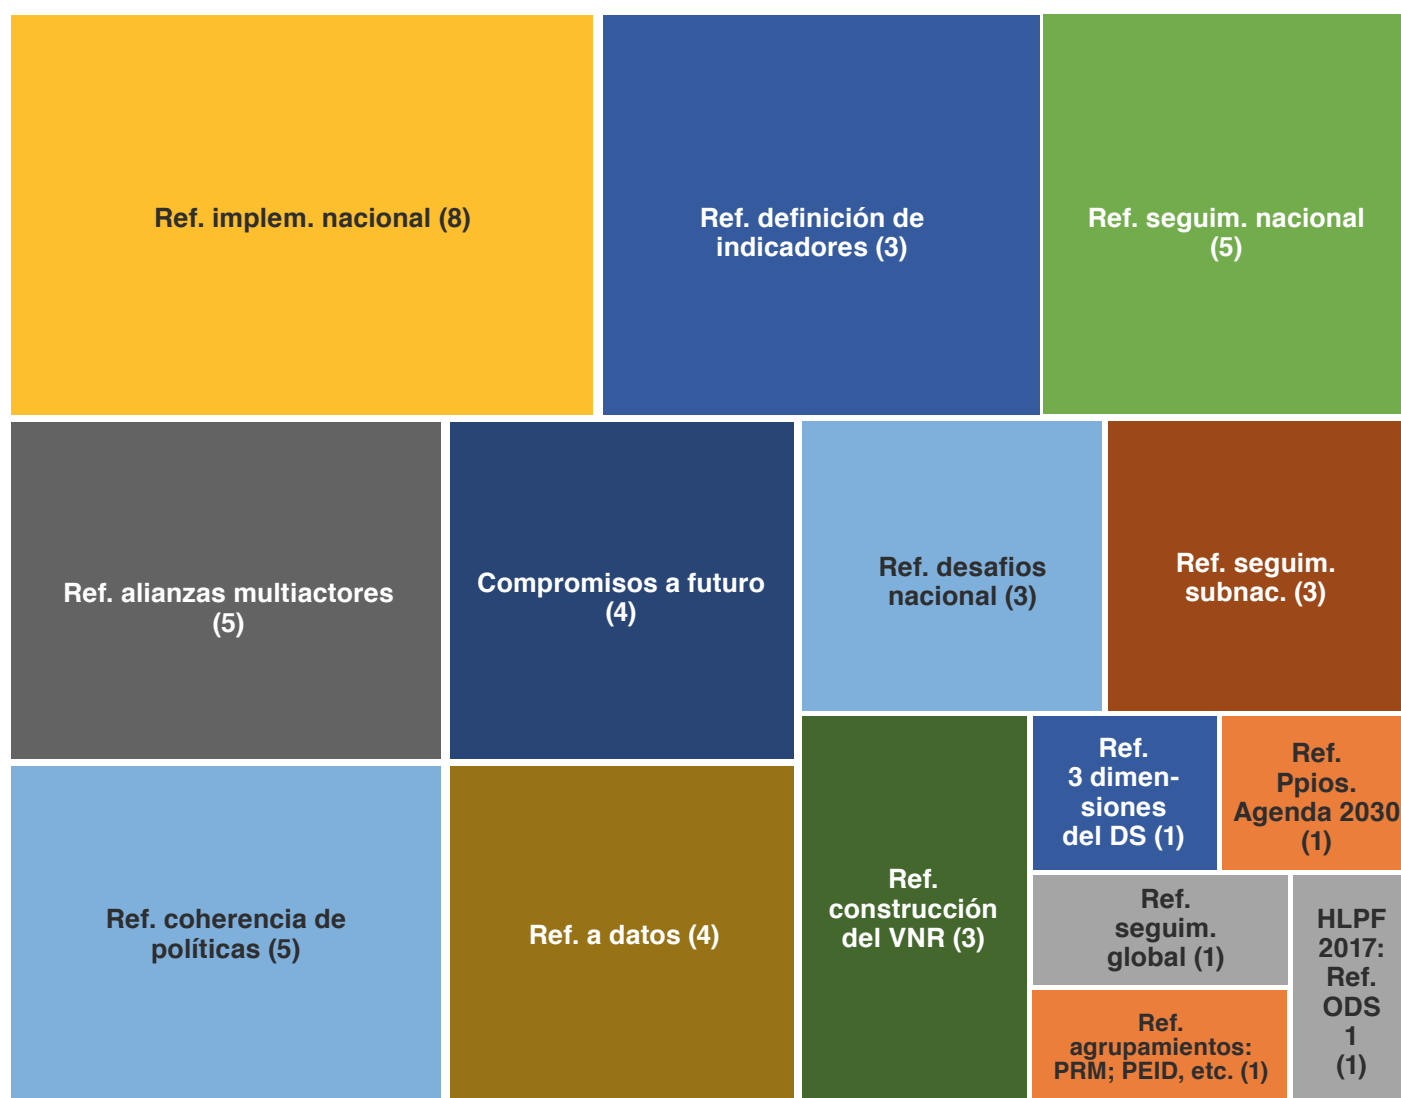 Ref. implem. nacional (8)
Ref. definición de
indicadores (3)
Ref. seguim. nacional
(5)
Ref. alianzas multiactores
(5)
Compromisos a futuro
(4)
Ref. desafios
nacional (3)
Ref. seguim.
subnac. (3)
Ref. coherencia de
políticas (5)
Ref. a datos (4)
Ref.
construcción
del VNR (3)
Ref.
3 dimen-
siones
del DS (1)
Ref.
Ppios.
Agenda 2030
(1)
Ref.
seguim.
global (1)
Ref.
agrupamientos:
PRM; PEID, etc. (1)
HLPF
2017:
Ref.
ODS
1
(1)